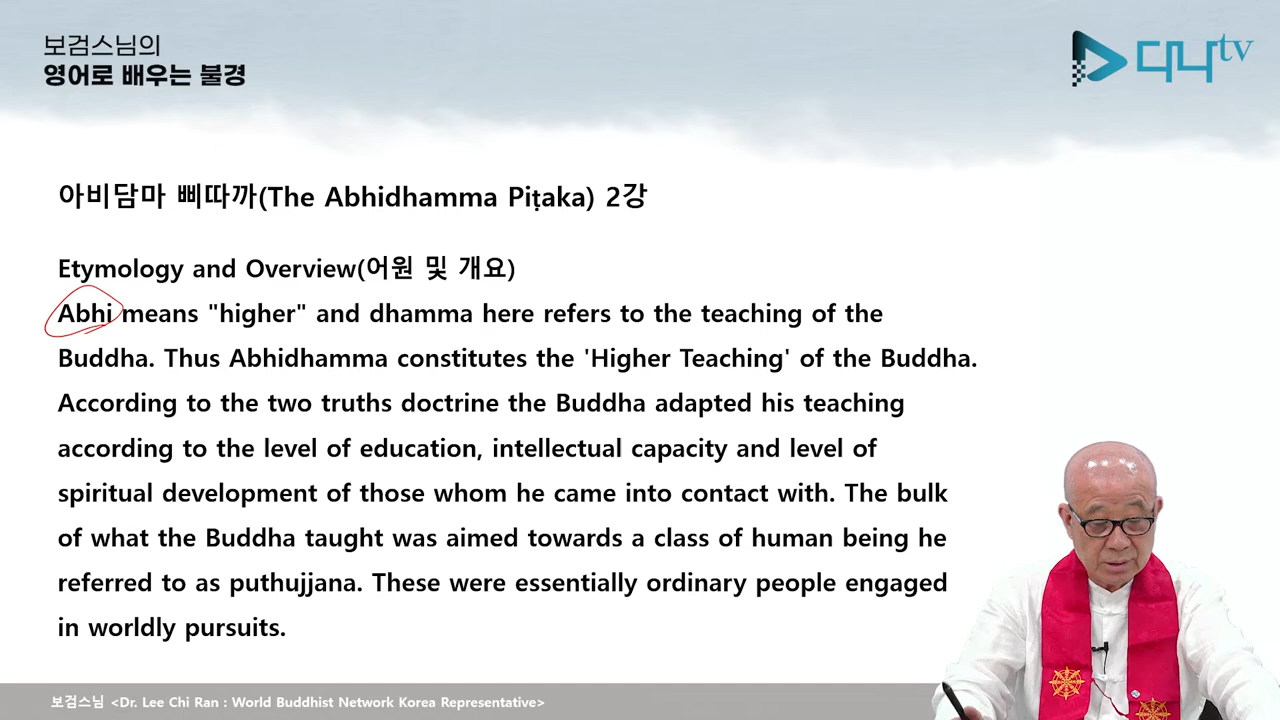 보검스님의
영어로 배우는 불경
다나tv
아비담마 삐따까(The Abhidhamma Piṭaka) 2강
Etymology and Overview(어원 및 개요)
Abhi means "higher" and dhamma here refers to the teaching of the
Buddha. Thus Abhidhamma constitutes the 'Higher Teaching' of the Buddha.
According to the two truths doctrine the Buddha adapted his teaching
according to the level of education, intellectual capacity and level of
spiritual development of those whom he came into contact with. The bulk
of what the Buddha taught was aimed towards a class of human being he
referred to as puthujjana. These were essentially ordinary people engaged
in worldly pursuits.
보검스님 <Dr. Lee Chi Ran : World Buddhist Network Korea Representative>